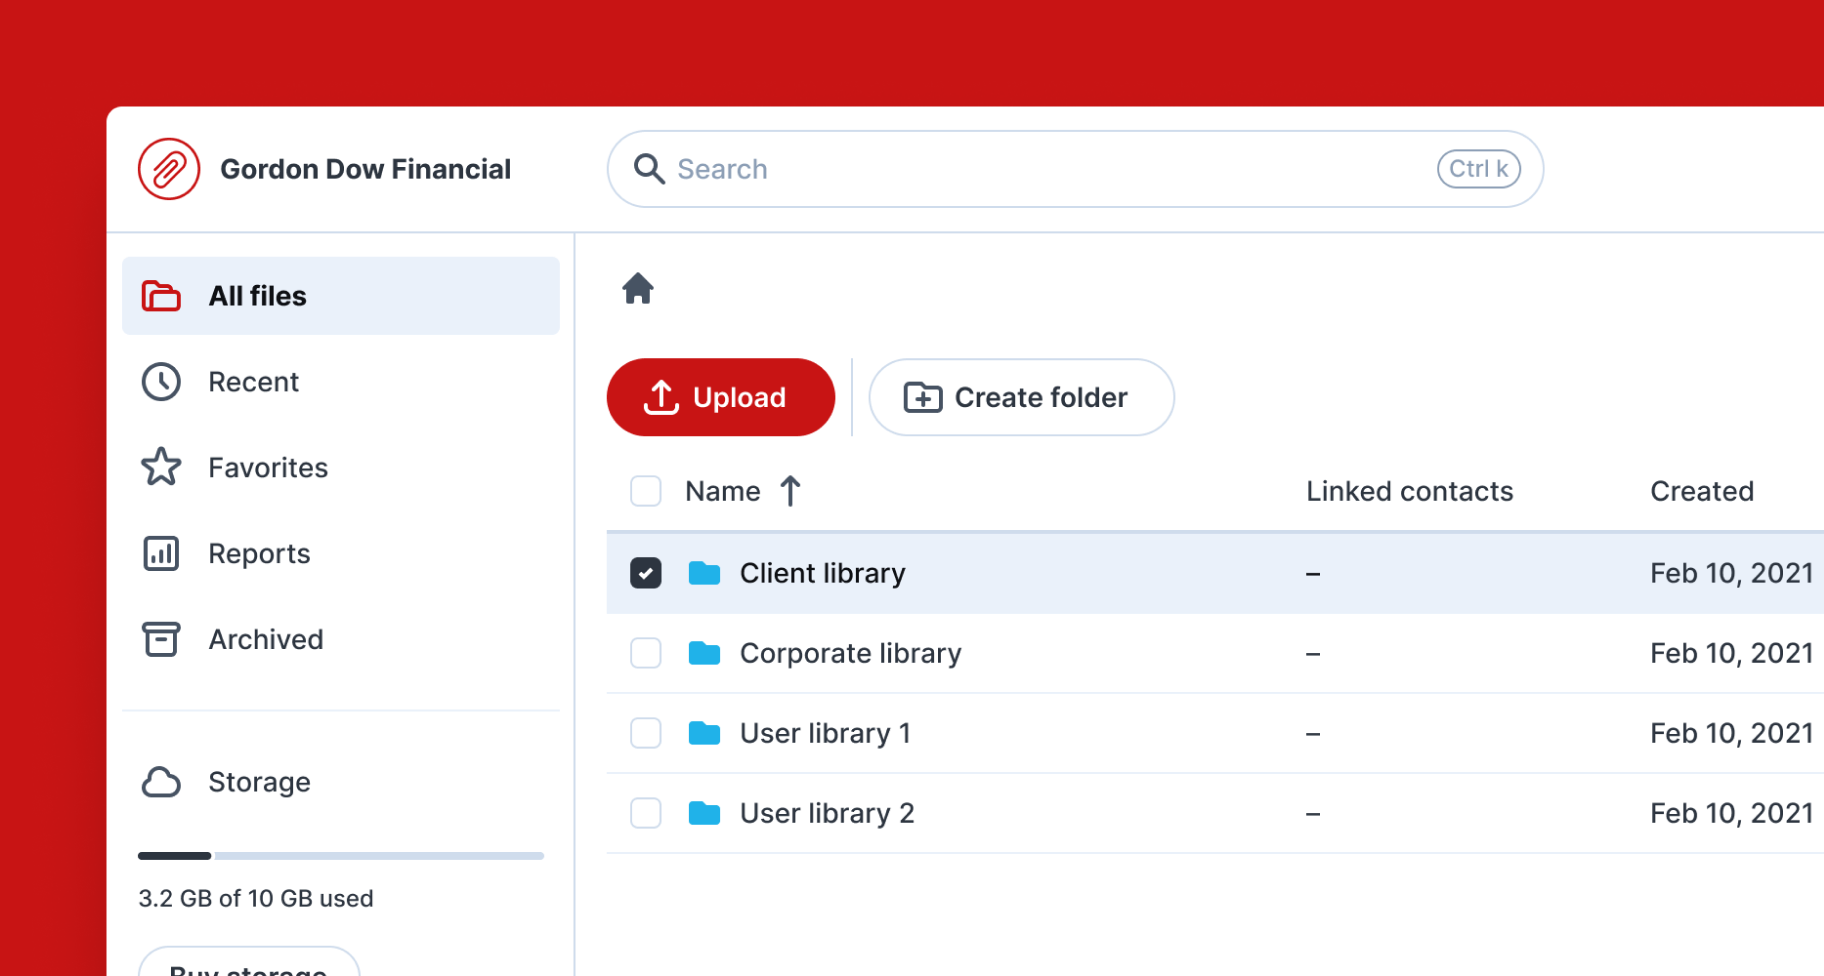 Gordon Dow Financial
Search
Ctrl k
All files
Recent
Favorites
Reports
Archived
Storage
3.2 GB of 10 GB used
Buy storage
Upload
Create folder
Name Linked contacts Created
Client library – Feb 10, 2021
Corporate library – Feb 10, 2021
User library 1 – Feb 10, 2021
User library 2 – Feb 10, 2021